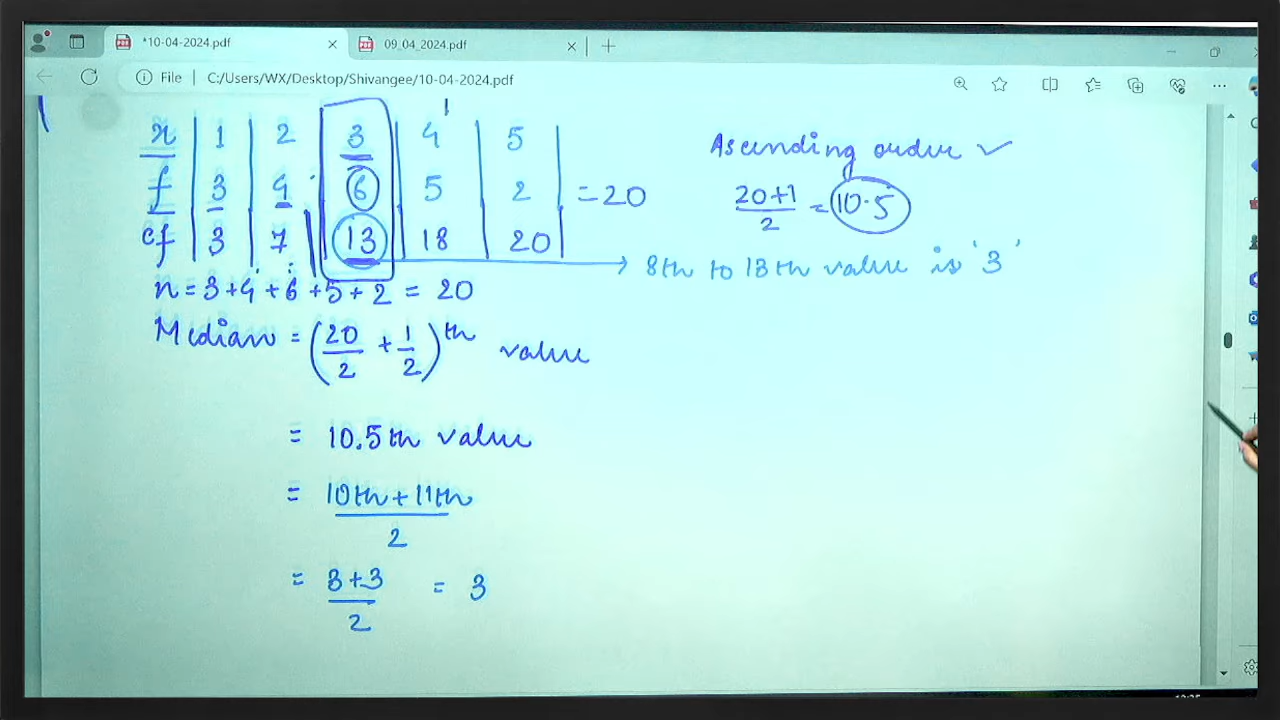 *10-04-2024.pdf
09_04_2024.pdf
File C:/Users/WX/Desktop/Shivangee/10-04-2024.pdf
x | 1 | 2 | 3 | 4 | 5
f | 3 | 4 | 6 | 5 | 2 | = 20
cf | 3 | 7 | 13 | 18 | 20
Ascending order ✓
20+1/2 = 10.5
→ 8th to 13th value is '3'
n = 3+4+6+5+2 = 20
Median = (20/2 + 1/2)th value
= 10.5th value
= 10th + 11th / 2
= 3+3/2 = 3